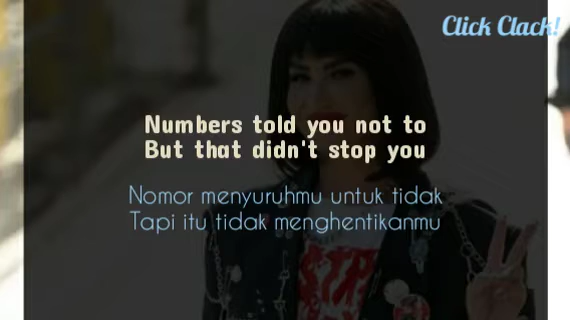 Click Clack!
Numbers told you not to
But that didn't stop you
Nomor menyuruhmu untuk tidak
Tapi itu tidak menghentikanmu